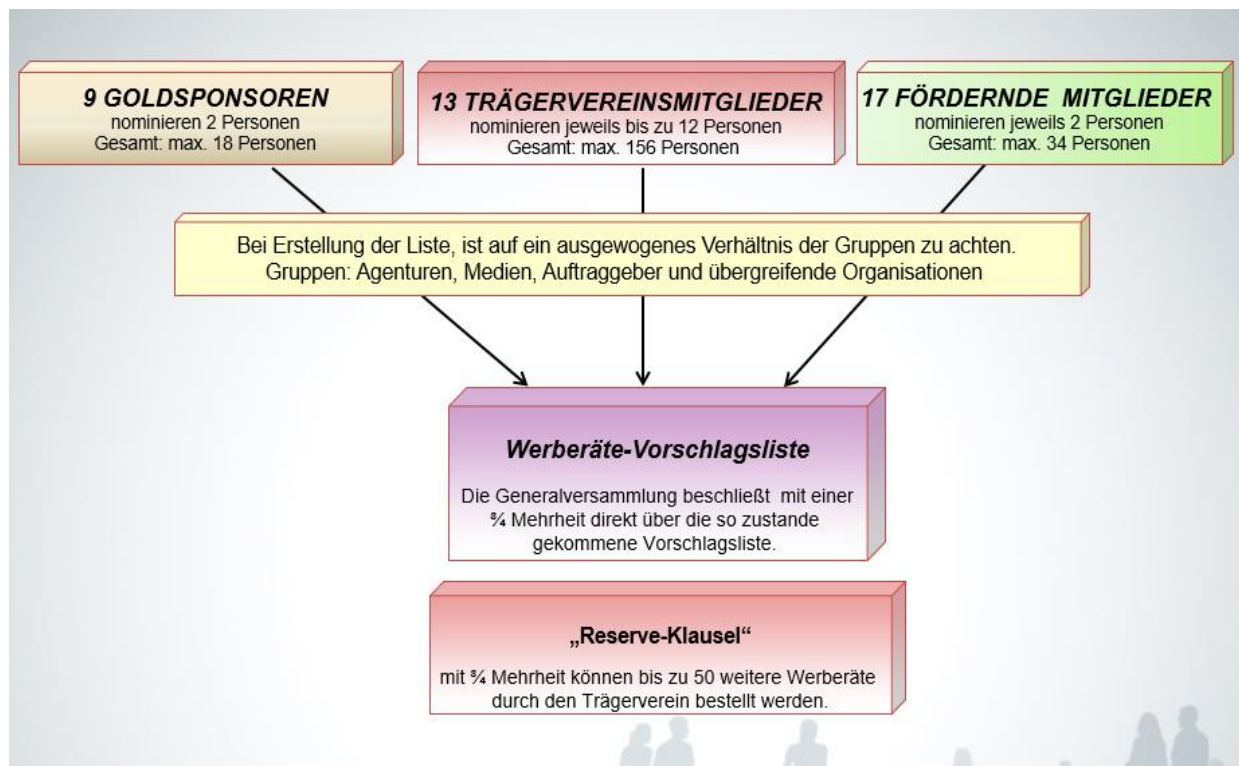 9 GOLDSPONSOREN
nominieren 2 Personen
Gesamt: max. 18 Personen
13 TRÄGERVEREINSMITGLIEDER
nominieren jeweils bis zu 12 Personen
Gesamt: max. 156 Personen
17 FÖRDERNDE MITGLIEDER
nominieren jeweils 2 Personen
Gesamt: max. 34 Personen
Bei Erstellung der Liste, ist auf ein ausgewogenes Verhältnis der Gruppen zu achten.
Gruppen: Agenturen, Medien, Auftraggeber und übergreifende Organisationen
Werberäte-Vorschlagsliste
Die Generalversammlung beschließt mit einer
¾ Mehrheit direkt über die so zustande
gekommene Vorschlagsliste.
„Reserve-Klausel“
mit ¾ Mehrheit können bis zu 50 weitere Werberäte
durch den Trägerverein bestellt werden.